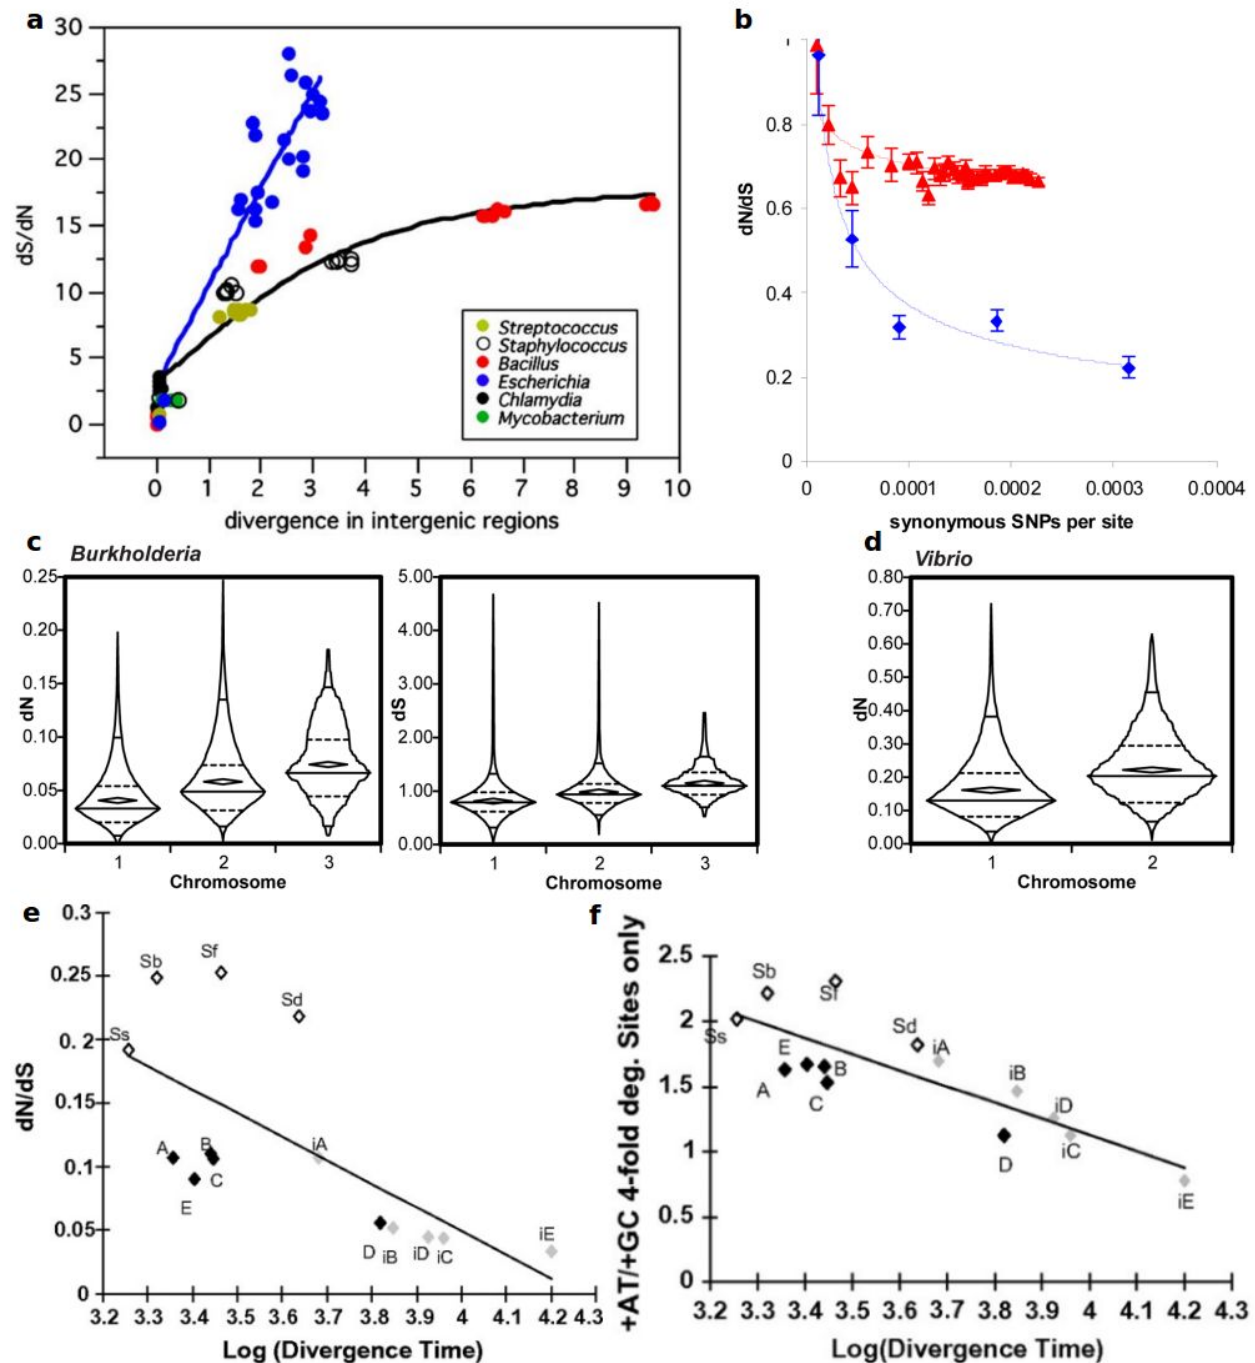 a
30
25
20
15
10
5
0
dS/dN
Streptococcus
Staphylococcus
Bacillus
Escherichia
Chlamydia
Mycobacterium
0 1 2 3 4 5 6 7 8 9 10
divergence in intergenic regions
b
0.8
0.6
0.4
0.2
0
dN/dS
0 0.0001 0.0002 0.0003 0.0004
synonymous SNPs per site
c
Burkholderia
0.25
0.20
0.15
0.10
0.05
0.00
dN
1 2 3
Chromosome
5.00
4.00
3.00
2.00
1.00
0.00
dS
1 2 3
Chromosome
d
Vibrio
0.80
0.70
0.60
0.50
0.40
0.30
0.20
0.10
0.00
dN
1 2
Chromosome
e
0.3
0.25
0.2
0.15
0.1
0.05
0
dN/dS
Sb
Sf
Sd
Ss
A
B
C
E
iA
D
iB
iD
iC
iE
3.2 3.3 3.4 3.5 3.6 3.7 3.8 3.9 4 4.1 4.2 4.3
Log (Divergence Time)
f
+AT/+GC 4-fold deg. Sites only
2.5
2
1.5
1
0.5
0
Sb
Sf
Ss
Sd
iA
E
B
A
C
iB
iD
D
iC
iE
3.2 3.3 3.4 3.5 3.6 3.7 3.8 3.9 4 4.1 4.2 4.3
Log(Divergence Time)